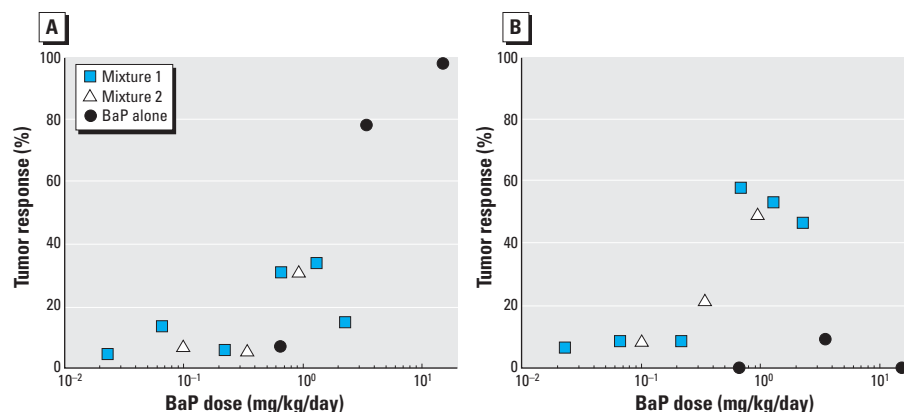 A
Tumor response (%)
100
80
60
40
20
0
Mixture 1
Mixture 2
BaP alone
10⁻² 10⁻¹ 10⁰ 10¹
BaP dose (mg/kg/day)
B
Tumor response (%)
100
80
60
40
20
0
10⁻² 10⁻¹ 10⁰ 10¹
BaP dose (mg/kg/day)